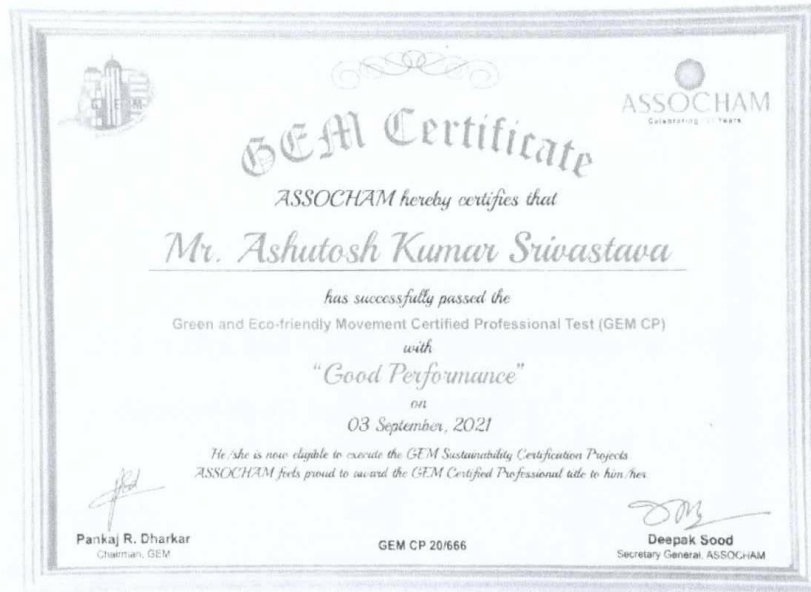 G E M
ASSOCHAM
Celebrating Years
GEM Certificate
ASSOCHAM hereby certifies that
Mr. Ashutosh Kumar Srivastava
has successfully passed the
Green and Eco-friendly Movement Certified Professional Test (GEM CP)
with
"Good Performance"
on
03 September, 2021
He/she is now eligible to execute the GEM Sustainability Certification Projects
ASSOCHAM feels proud to award the GEM Certified Professional title to him/her.
Pankaj R. Dharkar
Chairman, GEM
GEM CP 20/666
Deepak Sood
Secretary General, ASSOCHAM